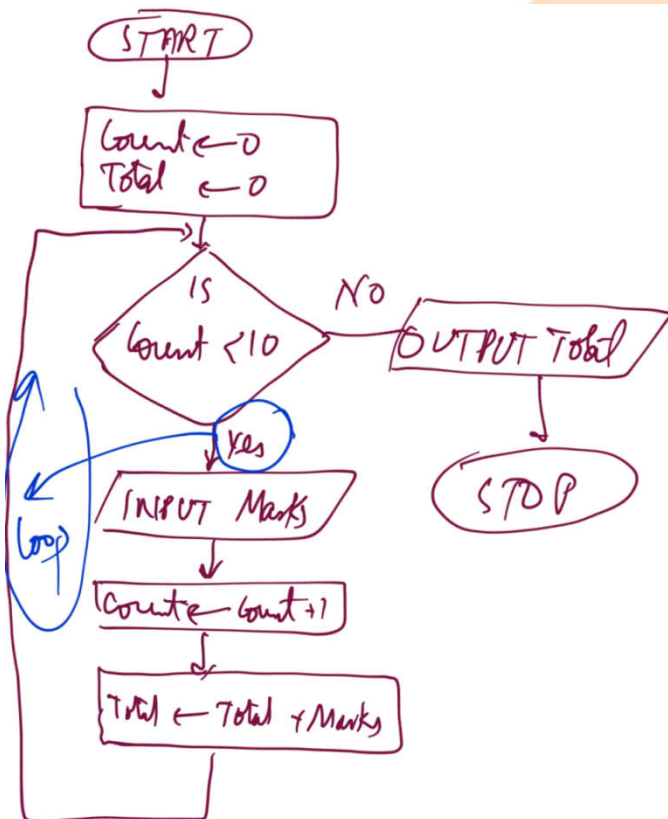 START
Count ← 0
Total ← 0
IS
Count < 10
NO
OUTPUT Total
STOP
Yes
INPUT Marks
Loop
Count ← Count + 1
Total ← Total + Marks